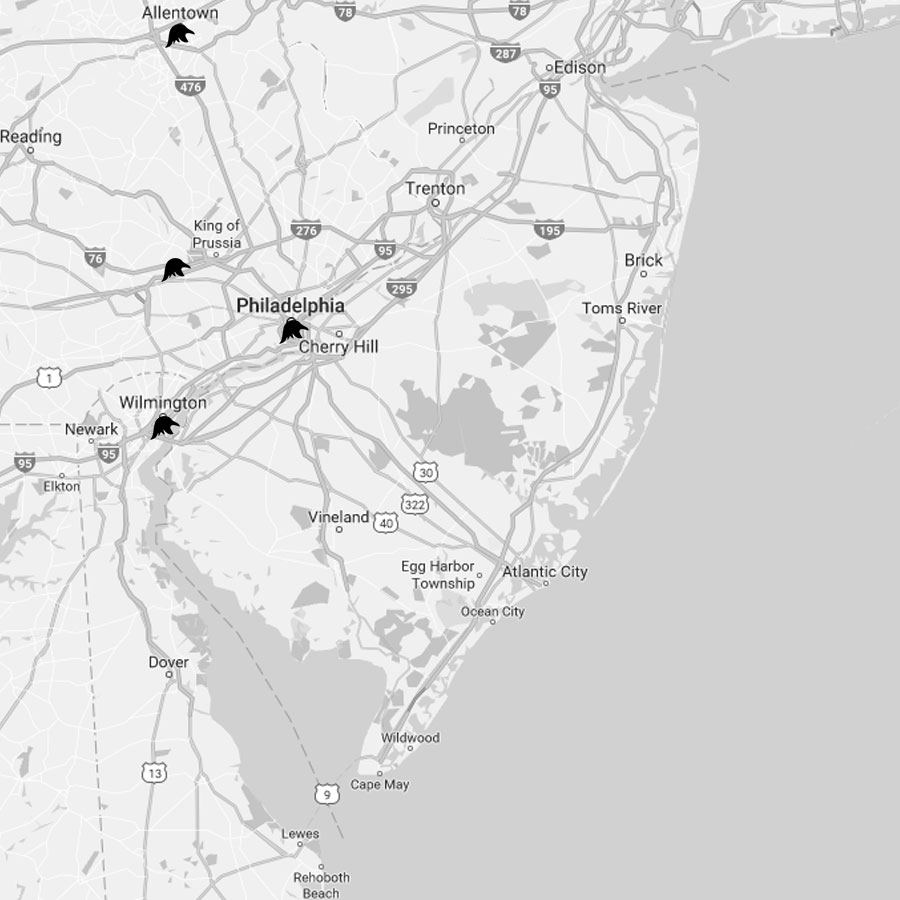 Allentown
78
78
287
Edison
476
95
Princeton
Reading
Trenton
King of
Prussia
276
195
95
76
Brick
295
Philadelphia
Toms River
Cherry Hill
1
Wilmington
Newark
95
95
30
Elkton
322
Vineland
40
Egg Harbor
Township
Atlantic City
Ocean City
Dover
Wildwood
13
Cape May
9
Lewes
Rehoboth
Beach